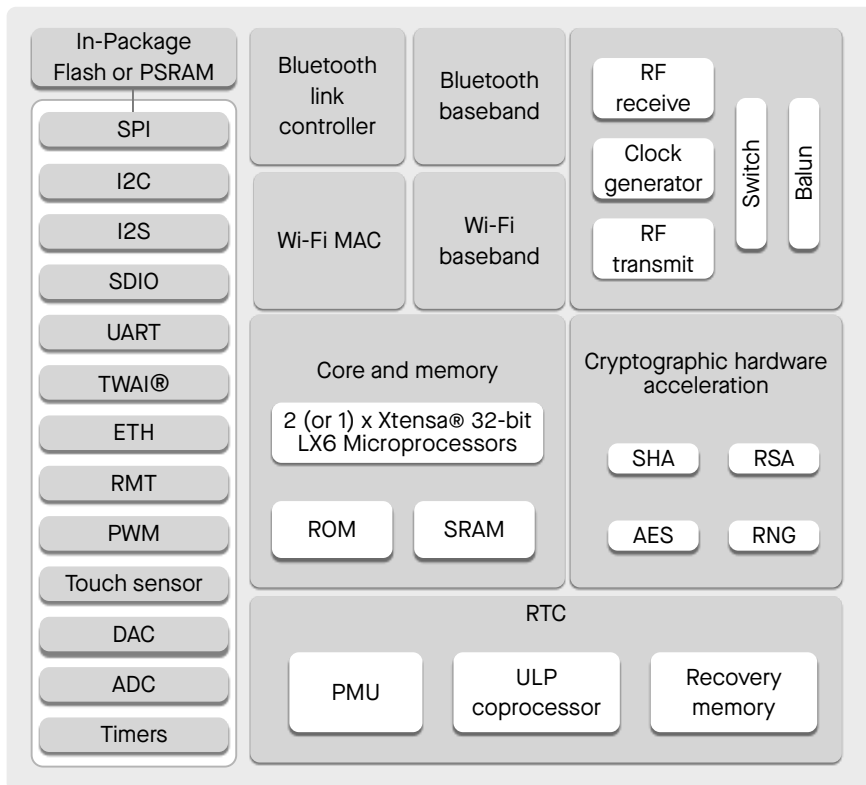 In-Package
Flash or PSRAM
SPI
I2C
I2S
SDIO
UART
TWAI®
ETH
RMT
PWM
Touch sensor
DAC
ADC
Timers
Bluetooth
link
controller
Bluetooth
baseband
Wi-Fi MAC
Wi-Fi
baseband
RF
receive
Clock
generator
RF
transmit
Switch
Balun
Core and memory
2 (or 1) x Xtensa® 32-bit
LX6 Microprocessors
ROM
SRAM
Cryptographic hardware
acceleration
SHA
RSA
AES
RNG
RTC
PMU
ULP
coprocessor
Recovery
memory